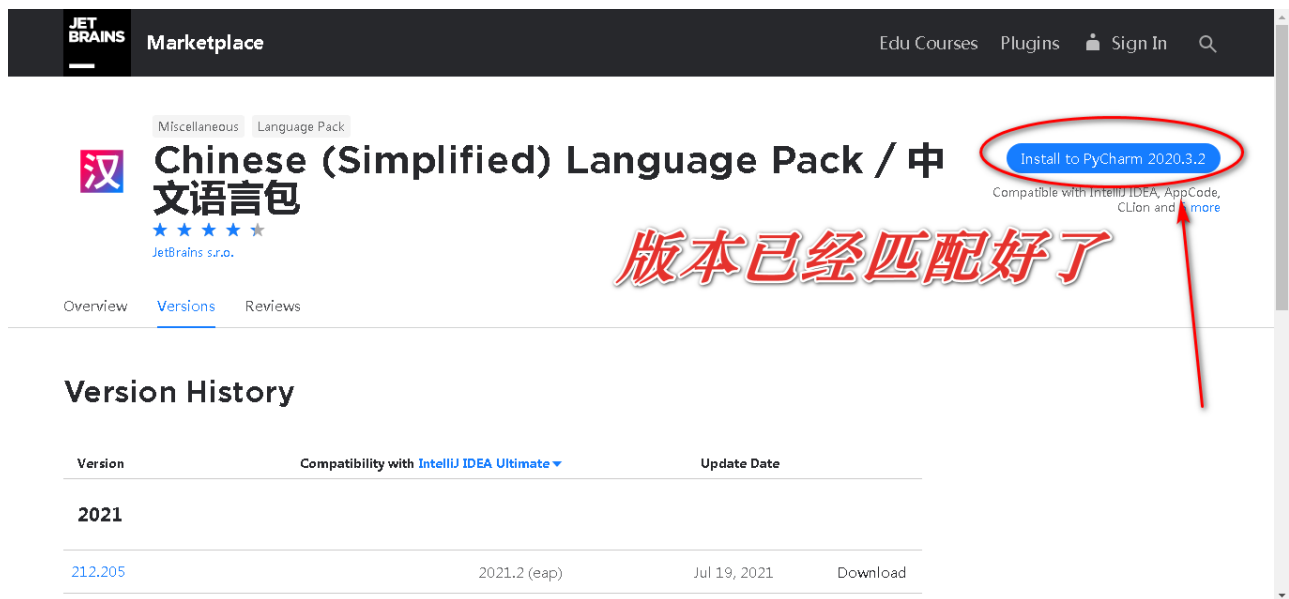 JET
BRAINS
Marketplace
Edu Courses
Plugins
Sign In
Miscellaneous
Language Pack
汉
Chinese (Simplified) Language Pack / 中
文语言包
JetBrains s.r.o.
Install to PyCharm 2020.3.2
Compatible with IntelliJ IDEA, AppCode,
CLion and more
版本已经匹配好了
Overview
Versions
Reviews
Version History
Version
Compatibility with IntelliJ IDEA Ultimate
Update Date
2021
212.205
2021.2 (eap)
Jul 19, 2021
Download